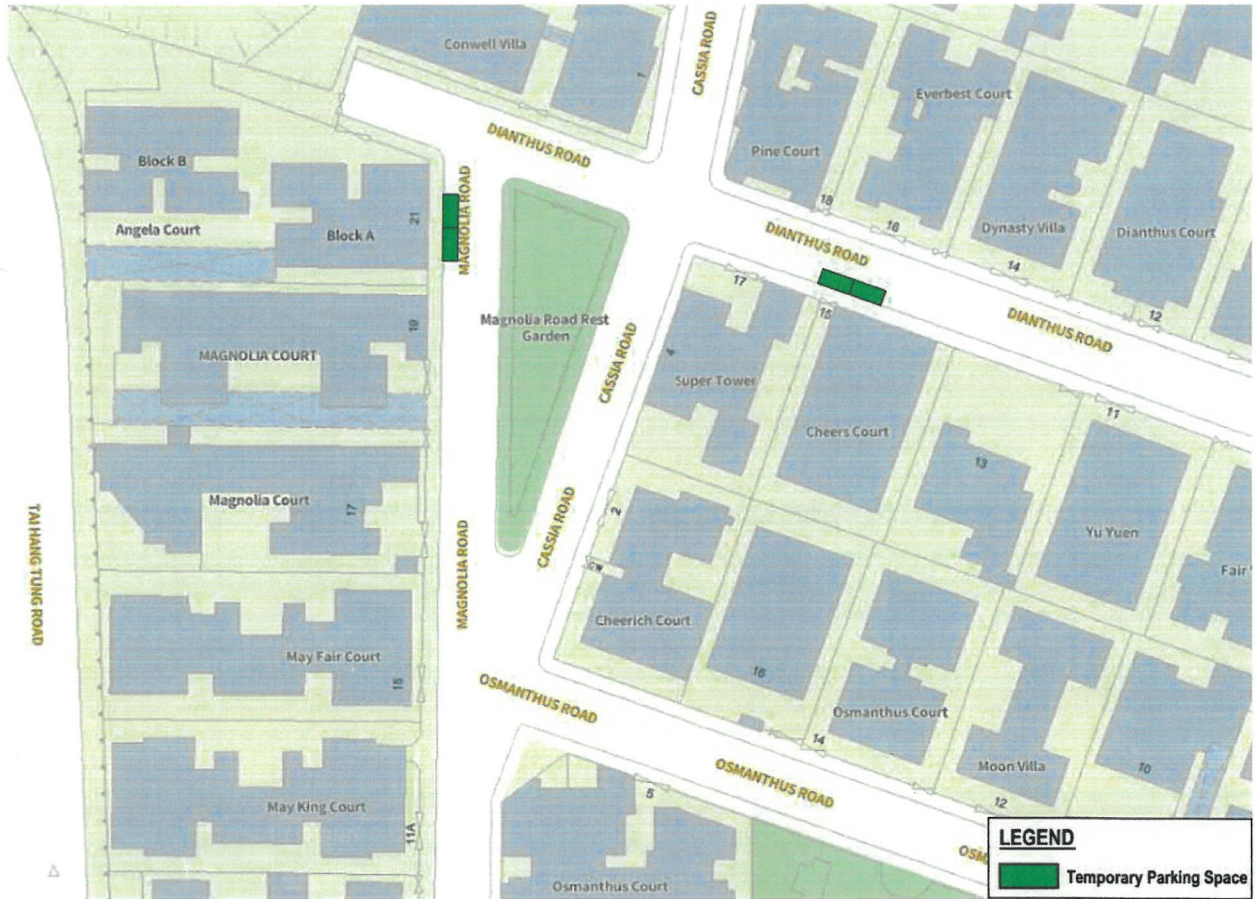 Conwell Villa
1
CASSIA ROAD
DIANTHUS ROAD
Everbest Court
Pine Court
Block B
Angela Court
Block A
21
MAGNOLIA ROAD
18
16
Dynasty Villa
Dianthus Court
DIANTHUS ROAD
14
12
DIANTHUS ROAD
17
15
Magnolia Road Rest
Garden
19
MAGNOLIA COURT
CASSIA ROAD
4
Super Tower
Cheers Court
11
13
Yu Yuen
Magnolia Court
17
TAI HANG TUNG ROAD
MAGNOLIA ROAD
CASSIA ROAD
2
Cheerich Court
Fair
May Fair Court
15
16
OSMANTHUS ROAD
Osmanthus Court
14
Moon Villa
10
12
OSMANTHUS ROAD
May King Court
11A
5
Osmanthus Court
OSM
LEGEND
Temporary Parking Space